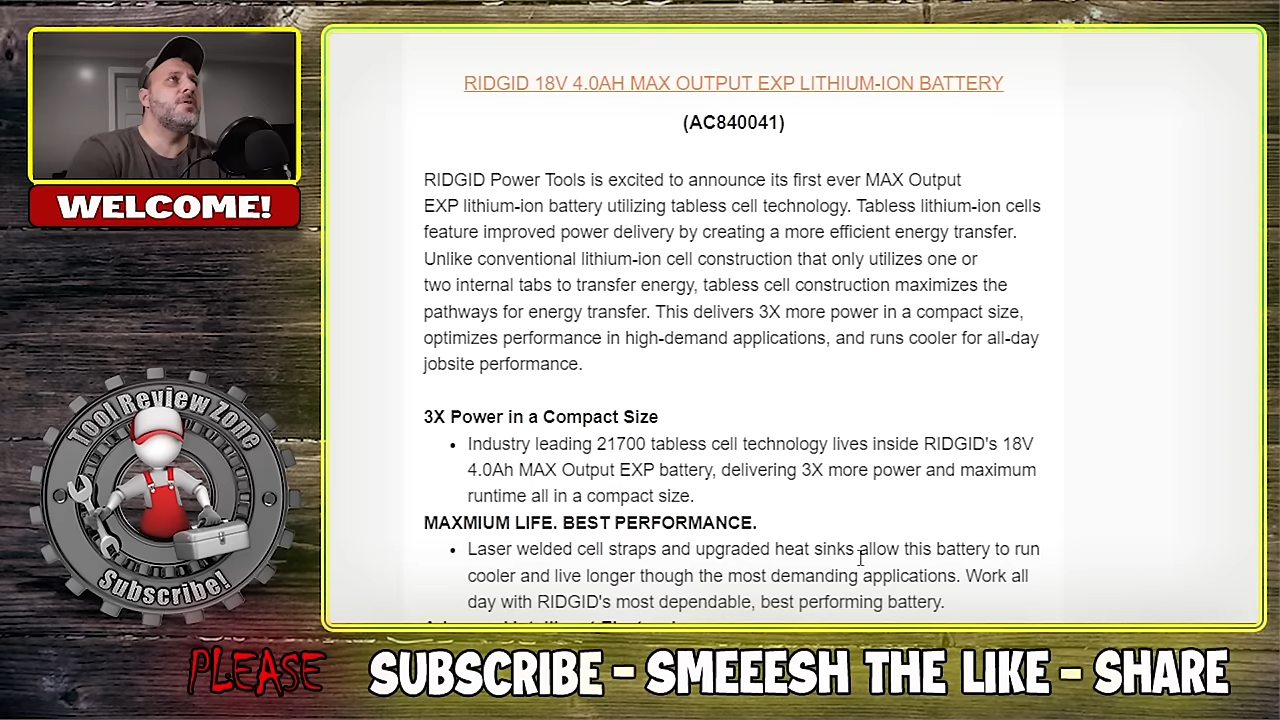 WELCOME!
Tool Review Zone
Subscribe!
RIDGID 18V 4.0AH MAX OUTPUT EXP LITHIUM-ION BATTERY
(AC840041)
RIDGID Power Tools is excited to announce its first ever MAX Output
EXP lithium-ion battery utilizing tabless cell technology. Tabless lithium-ion cells
feature improved power delivery by creating a more efficient energy transfer.
Unlike conventional lithium-ion cell construction that only utilizes one or
two internal tabs to transfer energy, tabless cell construction maximizes the
pathways for energy transfer. This delivers 3X more power in a compact size,
optimizes performance in high-demand applications, and runs cooler for all-day
jobsite performance.
3X Power in a Compact Size
• Industry leading 21700 tabless cell technology lives inside RIDGID's 18V
4.0Ah MAX Output EXP battery, delivering 3X more power and maximum
runtime all in a compact size.
MAXMIUM LIFE. BEST PERFORMANCE.
• Laser welded cell straps and upgraded heat sinks allow this battery to run
cooler and live longer though the most demanding applications. Work all
day with RIDGID's most dependable, best performing battery.
PLEASE SUBSCRIBE - SMEEESH THE LIKE - SHARE